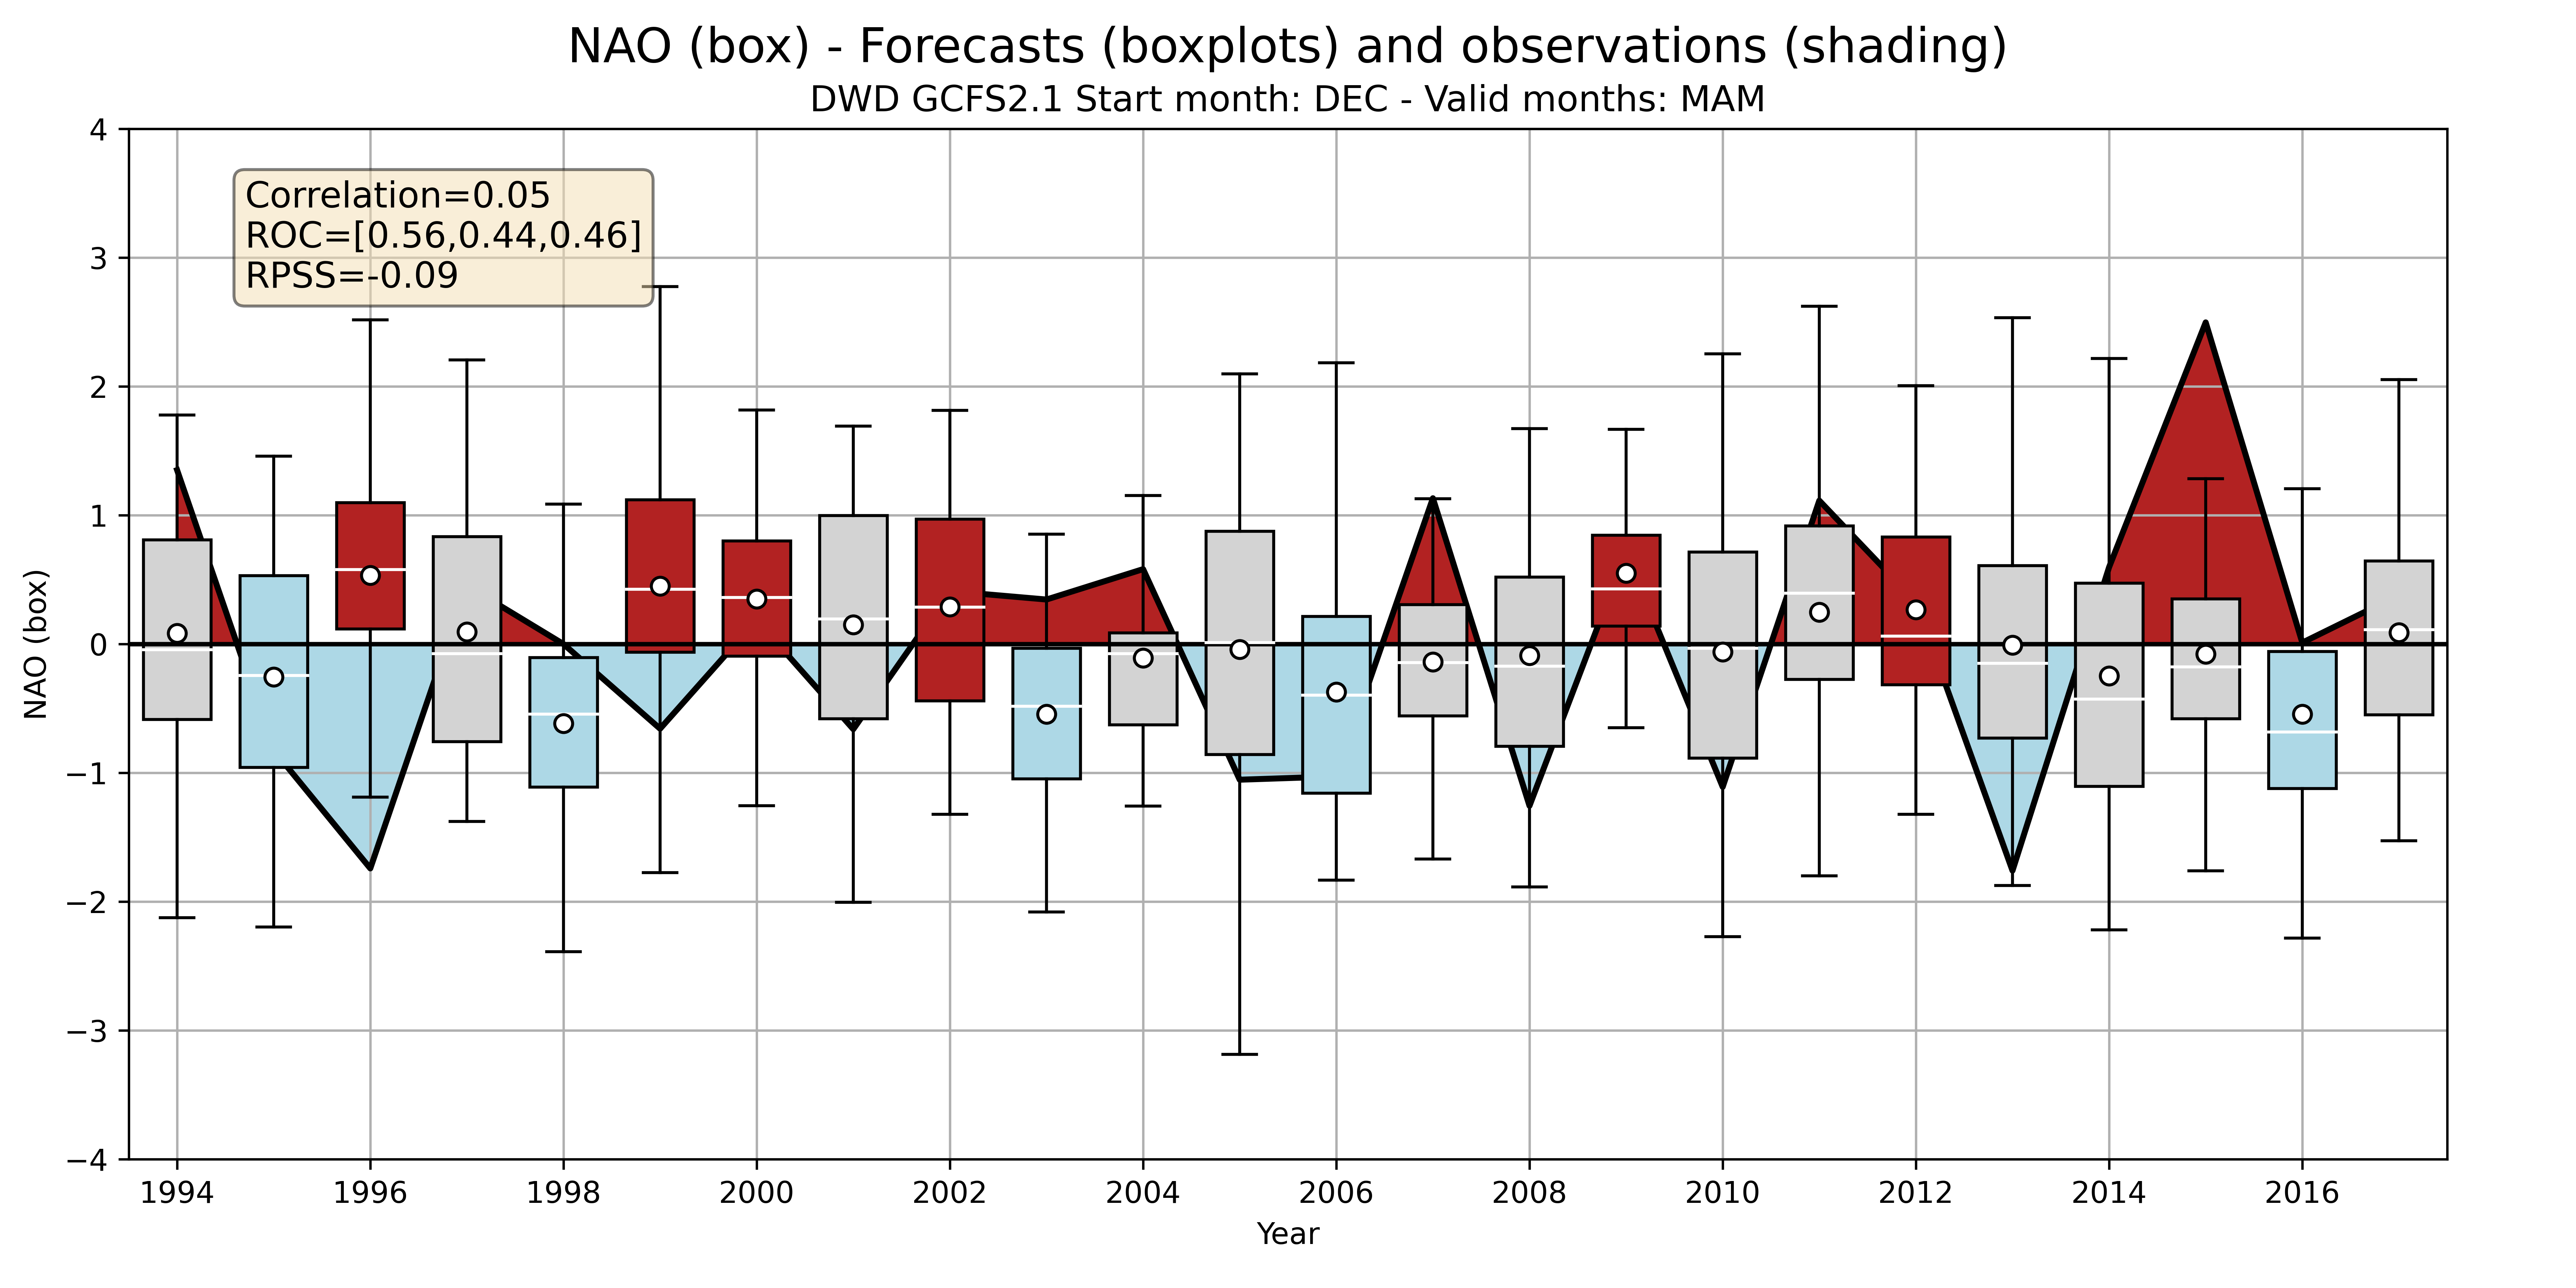 NAO (box) - Forecasts (boxplots) and observations (shading)
DWD GCFS2.1 Start month: DEC - Valid months: MAM
Correlation=0.05
ROC=[0.56,0.44,0.46]
RPSS=-0.09
NAO (box)
4
3
2
1
0
−1
−2
−3
−4
1994 1996 1998 2000 2002 2004 2006 2008 2010 2012 2014 2016
Year